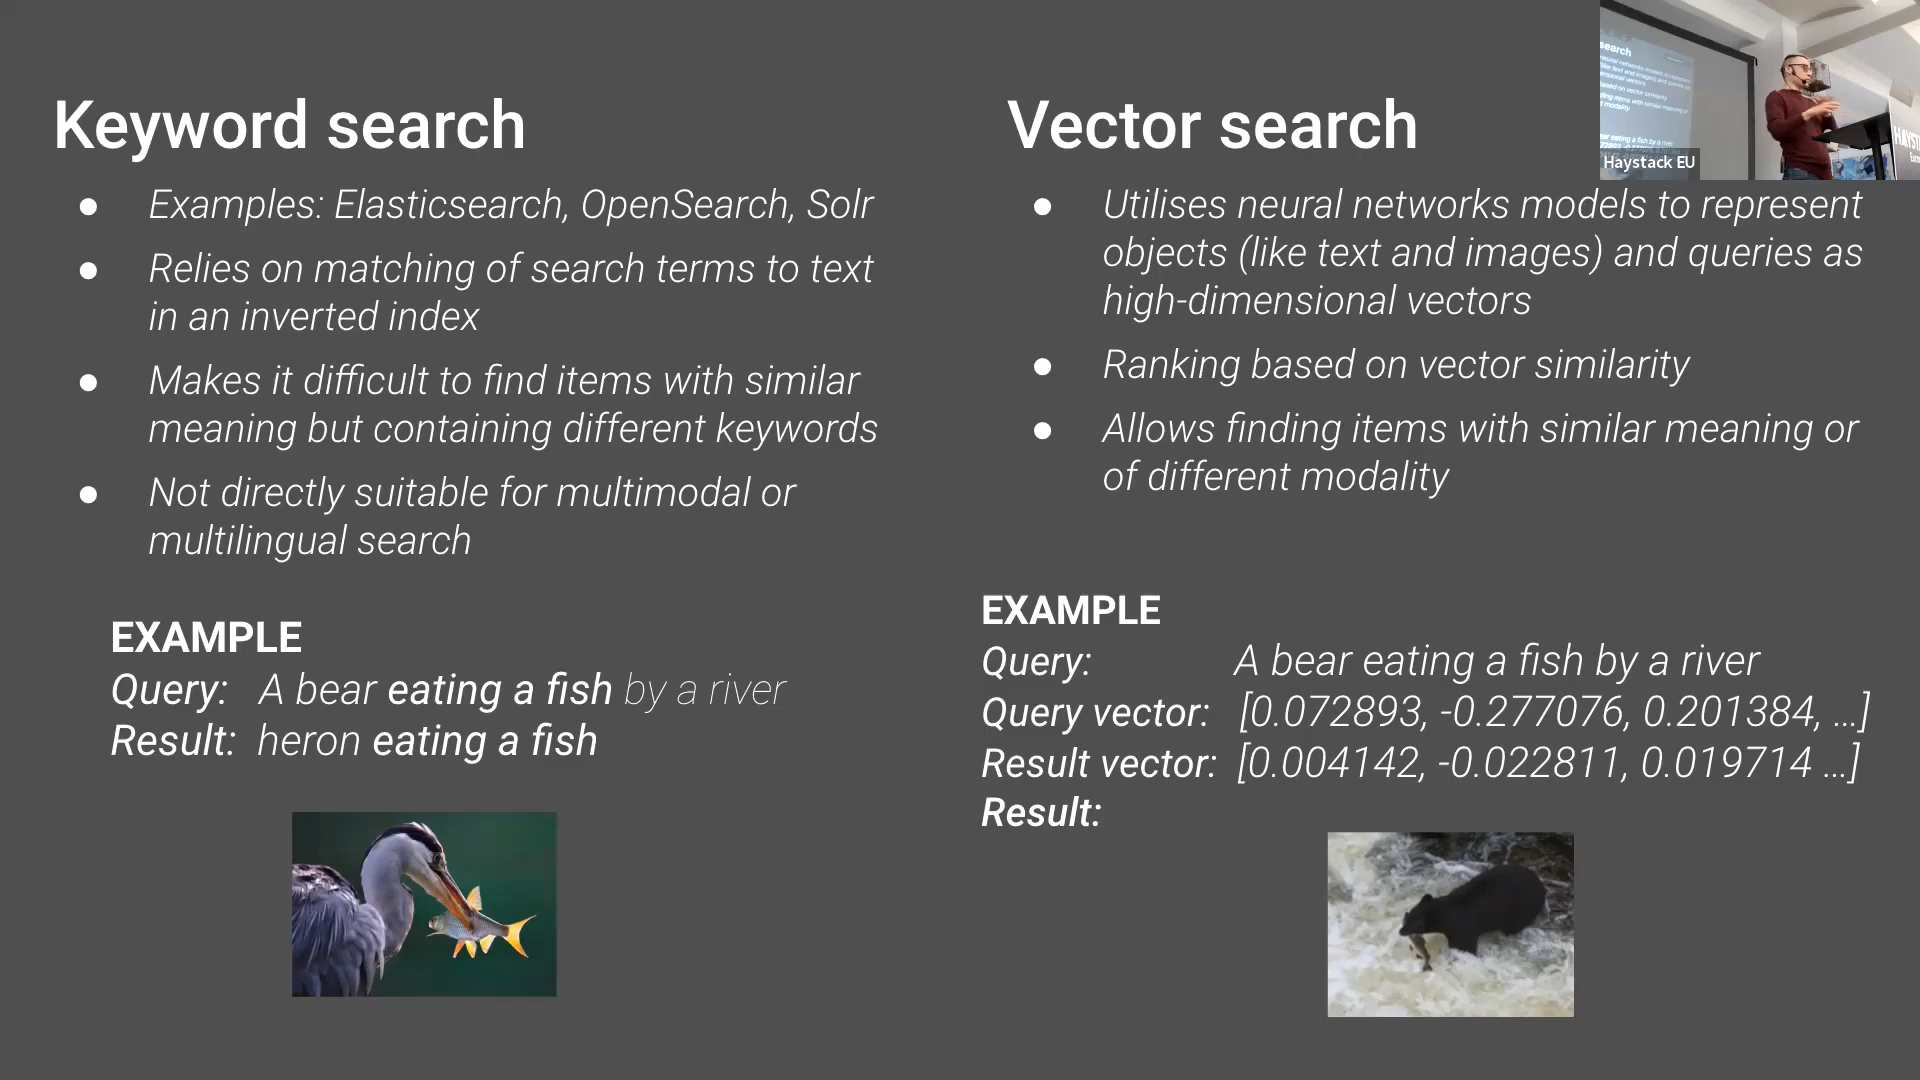 Keyword search
● Examples: Elasticsearch, OpenSearch, Solr
● Relies on matching of search terms to text
in an inverted index
● Makes it difficult to find items with similar
meaning but containing different keywords
● Not directly suitable for multimodal or
multilingual search
EXAMPLE
Query: A bear eating a fish by a river
Result: heron eating a fish
Vector search
● Utilises neural networks models to represent
objects (like text and images) and queries as
high-dimensional vectors
● Ranking based on vector similarity
● Allows finding items with similar meaning or
of different modality
EXAMPLE
Query: A bear eating a fish by a river
Query vector: [0.072893, -0.277076, 0.201384, ...]
Result vector: [0.004142, -0.022811, 0.019714 ...]
Result:
search
Haystack EU